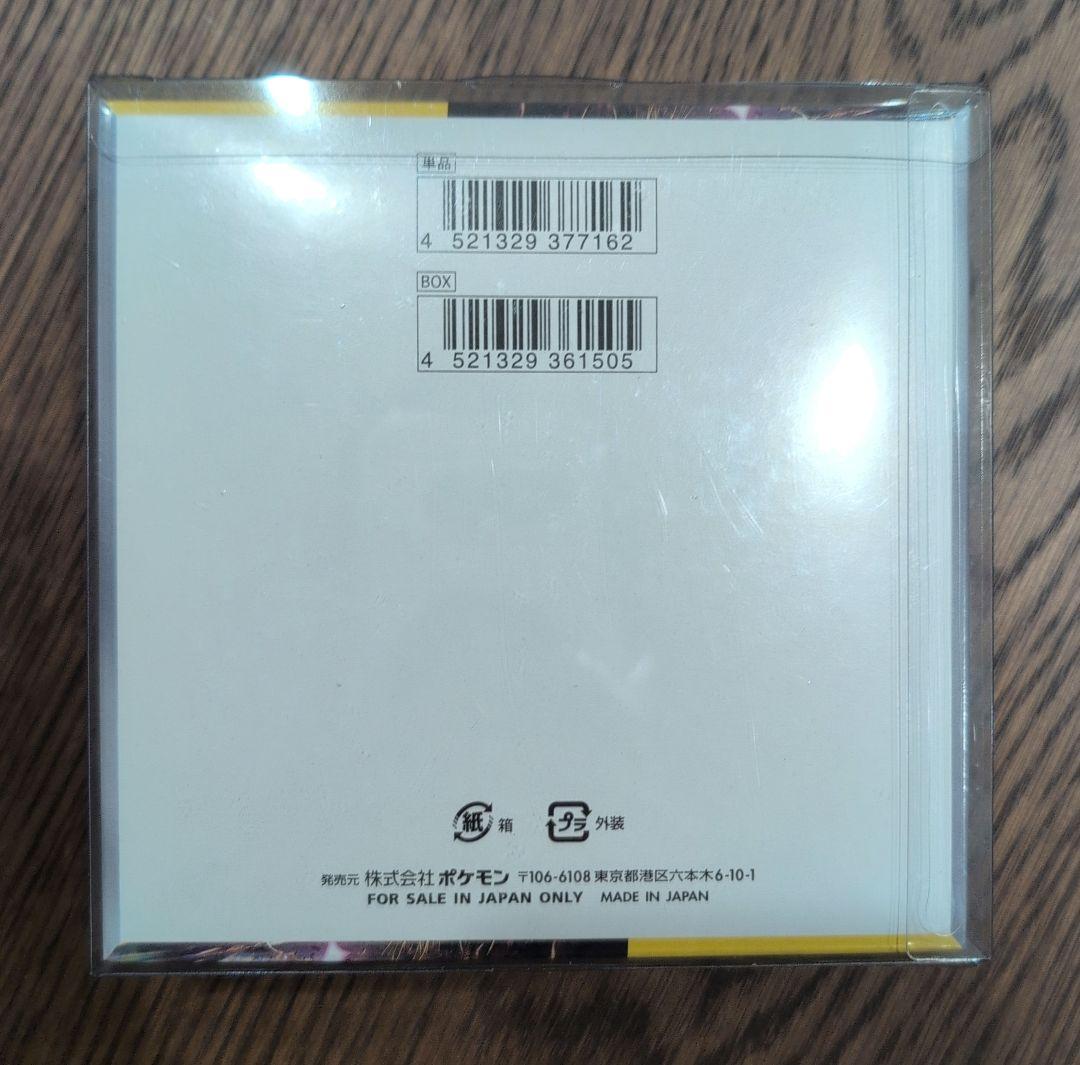 単品
4 521329 377162
BOX
4 521329 361505
紙 箱 プラ 外装
発売元 株式会社 ポケモン 〒106-6108 東京都港区六本木6-10-1
FOR SALE IN JAPAN ONLY MADE IN JAPAN